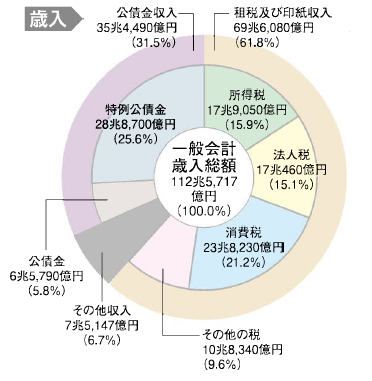 歳入
公債金収入
35兆4,490億円
(31.5%)
租税及び印紙収入
69兆6,080億円
(61.8%)
特例公債金
28兆8,700億円
(25.6%)
所得税
17兆9,050億円
(15.9%)
一般会計
歳入総額
112兆5,717
億円
(100.0%)
法人税
17兆460億円
(15.1%)
消費税
23兆8,230億円
(21.2%)
公債金
6兆5,790億円
(5.8%)
その他収入
7兆5,147億円
(6.7%)
その他の税
10兆8,340億円
(9.6%)